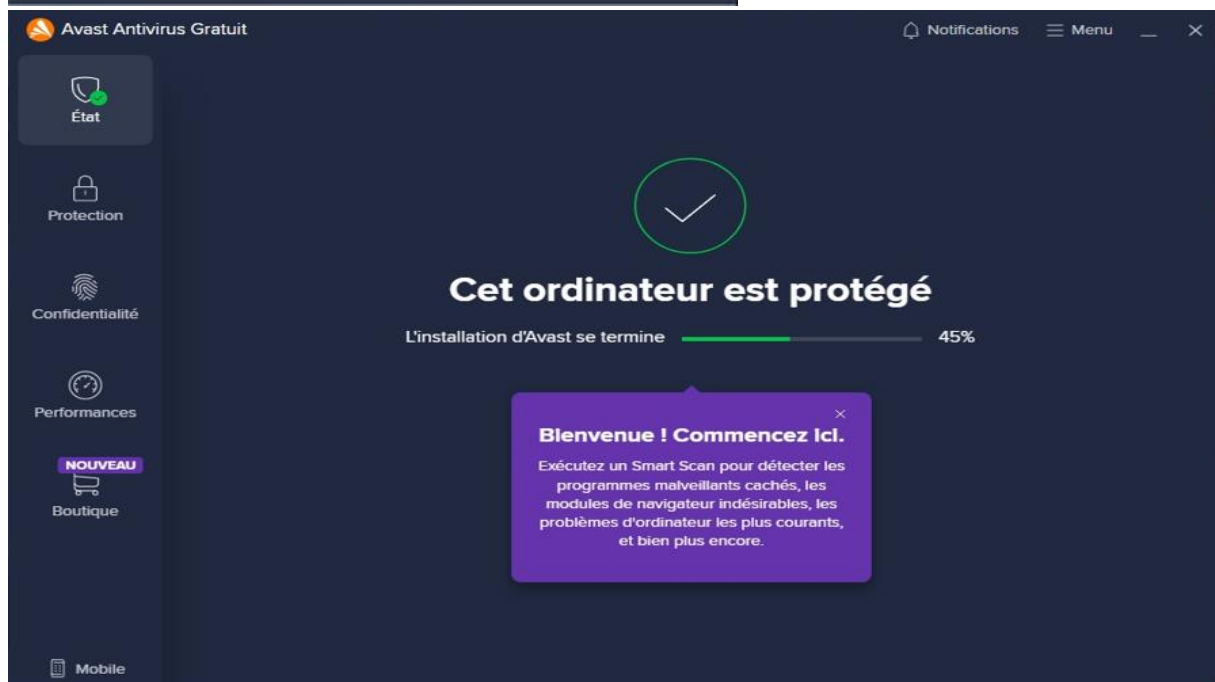 Avast Antivirus Gratuit
Notifications
Menu
État
Protection
Confidentialité
Performances
NOUVEAU
Boutique
Mobile
Cet ordinateur est protégé
L'installation d'Avast se termine 45%
Bienvenue ! Commencez ici.
Exécutez un Smart Scan pour détecter les
programmes malveillants cachés, les
modules de navigateur indésirables, les
problèmes d'ordinateur les plus courants,
et bien plus encore.